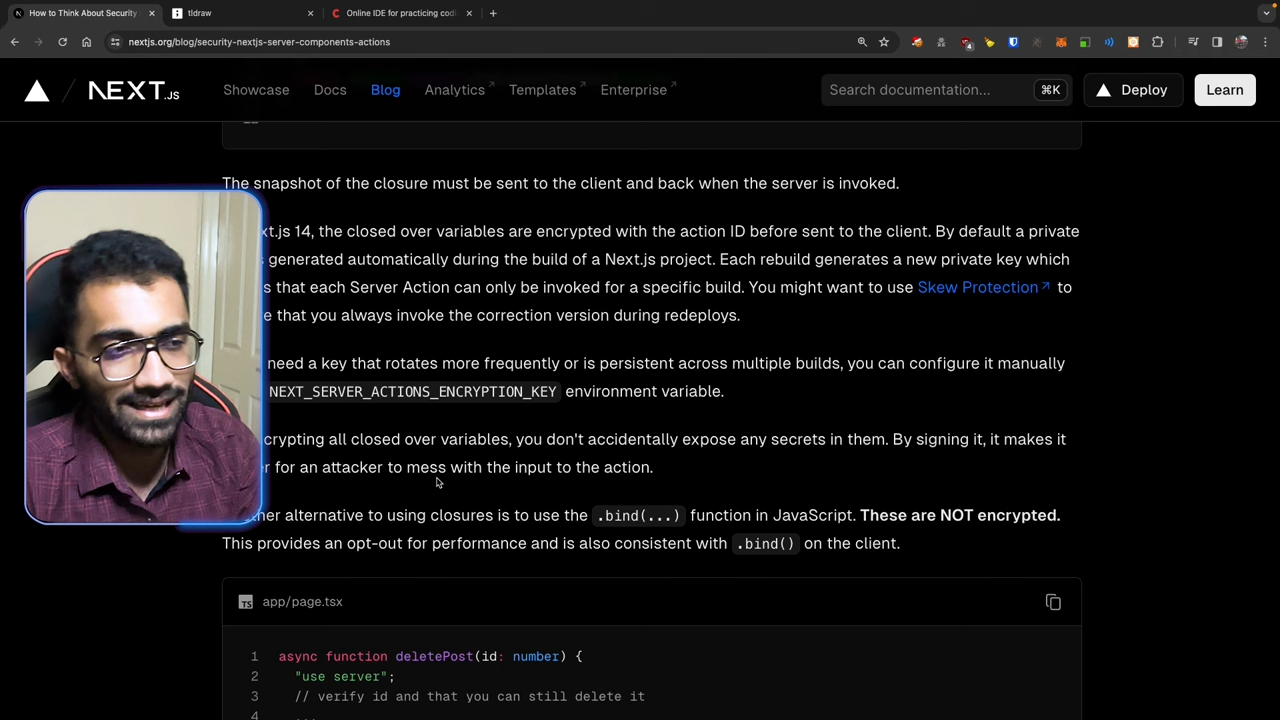 How to Think About Security
tldraw
Online IDE for practicing codi
nextjs.org/blog/security-nextjs-server-components-actions
NEXT.JS
Showcase
Docs
Blog
Analytics
Templates
Enterprise
Search documentation...
⌘K
Deploy
Learn
The snapshot of the closure must be sent to the client and back when the server is invoked.
xt.js 14, the closed over variables are encrypted with the action ID before sent to the client. By default a private
s generated automatically during the build of a Next.js project. Each rebuild generates a new private key which
s that each Server Action can only be invoked for a specific build. You might want to use Skew Protection to
e that you always invoke the correction version during redeploys.
need a key that rotates more frequently or is persistent across multiple builds, you can configure it manually
NEXT_SERVER_ACTIONS_ENCRYPTION_KEY environment variable.
crypting all closed over variables, you don't accidentally expose any secrets in them. By signing it, it makes it
r for an attacker to mess with the input to the action.
ther alternative to using closures is to use the .bind(...) function in JavaScript. These are NOT encrypted.
This provides an opt-out for performance and is also consistent with .bind() on the client.
TS app/page.tsx
1 async function deletePost(id: number) {
2 "use server";
3 // verify id and that you can still delete it
4 ...